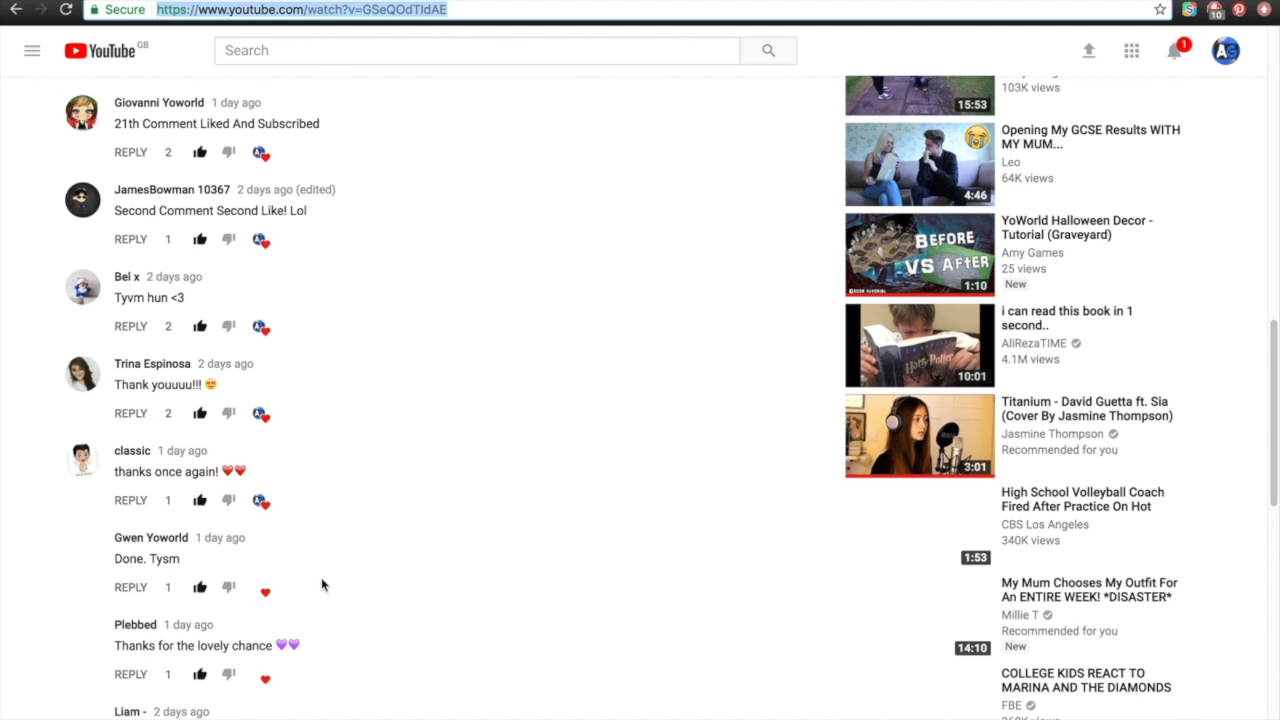 Secure https://www.youtube.com/watch?v=GSeQOdTIdAE
10
YouTube GB
Search
1
AG
Giovanni Yoworld 1 day ago
21th Comment Liked And Subscribed
REPLY 2
JamesBowman 10367 2 days ago (edited)
Second Comment Second Like! Lol
REPLY 1
Bel x 2 days ago
Tyvm hun <3
REPLY 2
Trina Espinosa 2 days ago
Thank youuuu!!! 😍
REPLY 2
classic 1 day ago
thanks once again! ❤️❤️
REPLY 1
Gwen Yoworld 1 day ago
Done. Tysm
REPLY 1
Plebbed 1 day ago
Thanks for the lovely chance 💜💜
REPLY 1
Liam - 2 days ago
103K views
15:53
Opening My GCSE Results WITH
MY MUM...
Leo
64K views
4:46
YoWorld Halloween Decor -
Tutorial (Graveyard)
Amy Games
25 views
New
BEFORE
VS AFTER
1:10
i can read this book in 1
second..
AliRezaTIME
4.1M views
Harry Potter
10:01
Titanium - David Guetta ft. Sia
(Cover By Jasmine Thompson)
Jasmine Thompson
Recommended for you
3:01
High School Volleyball Coach
Fired After Practice On Hot
CBS Los Angeles
340K views
1:53
My Mum Chooses My Outfit For
An ENTIRE WEEK! *DISASTER*
Millie T
Recommended for you
New
14:10
COLLEGE KIDS REACT TO
MARINA AND THE DIAMONDS
FBE